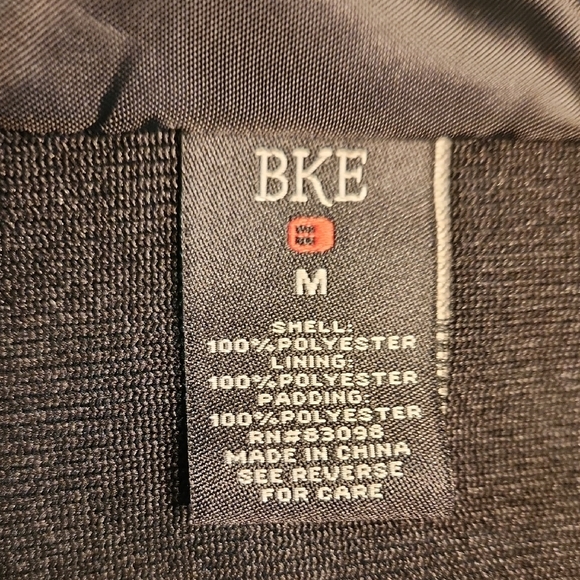 BKE
M
SHELL:
100%POLYESTER
LINING:
100%POLYESTER
PADDING:
100%POLYESTER
RN#83098
MADE IN CHINA
SEE REVERSE
FOR CARE